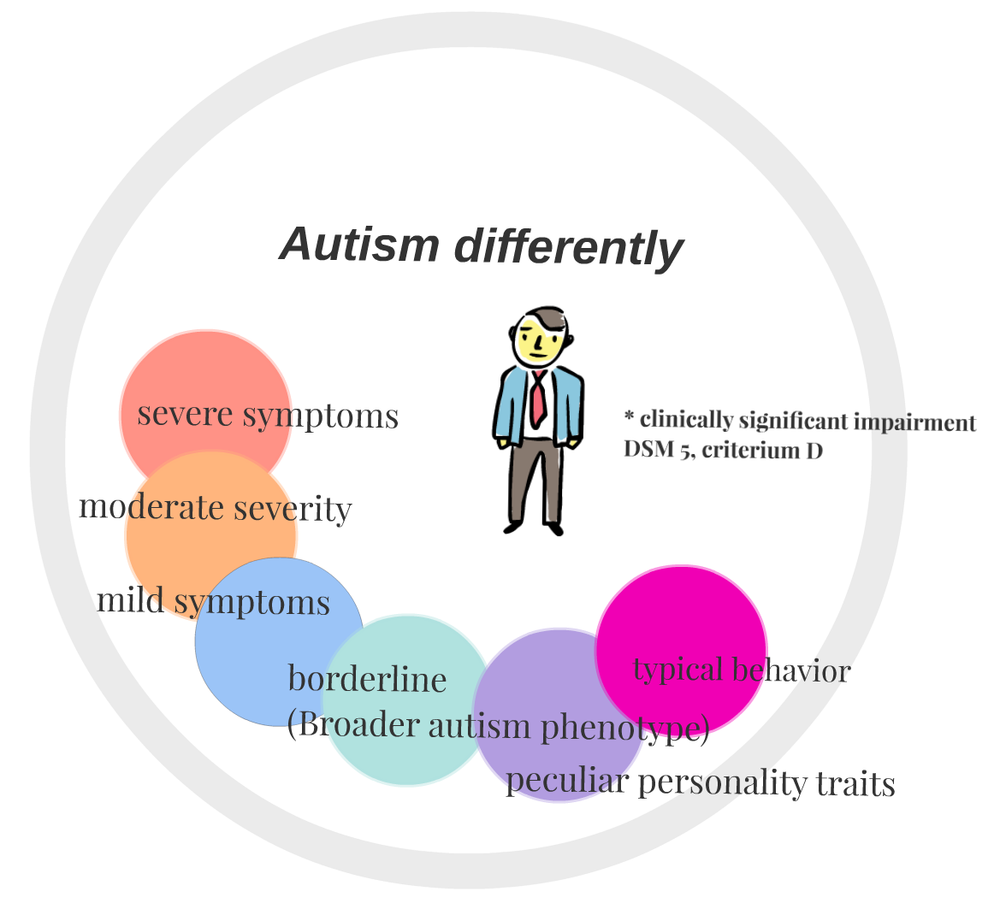 Autism differently
severe symptoms
* clinically significant impairment
DSM 5, criterium D
moderate severity
mild symptoms
borderline
(Broader autism phenotype)
typical behavior
peculiar personality traits